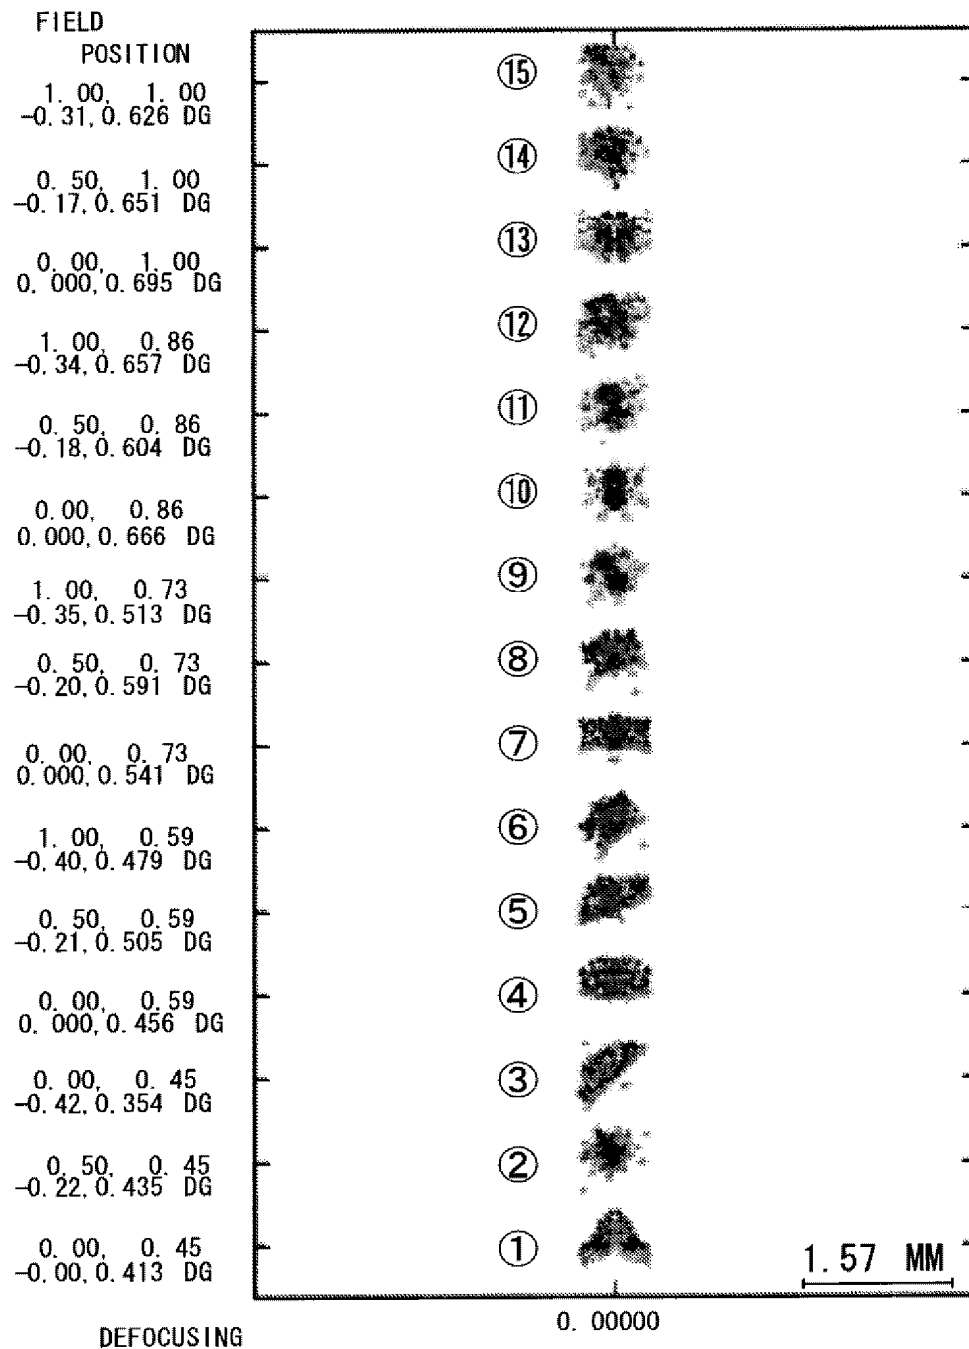 FIELD
POSITION
1. 00, 1. 00
-0. 31, 0. 626 DG
⑮
0. 50, 1. 00
-0. 17, 0. 651 DG
⑭
0. 00, 1. 00
0. 000, 0. 695 DG
⑬
1. 00, 0. 86
-0. 34, 0. 657 DG
⑫
0. 50, 0. 86
-0. 18, 0. 604 DG
⑪
0.00, 0.86
0.000, 0.666 DG
⑩
1. 00, 0. 73
-0. 35, 0. 513 DG
⑨
0. 50, 0. 73
-0. 20, 0. 591 DG
⑧
0. 00, 0. 73
0. 000, 0. 541 DG
⑦
1. 00, 0. 59
-0. 40, 0. 479 DG
⑥
0. 50, 0. 59
-0. 21, 0. 505 DG
⑤
0. 00, 0. 59
0. 000, 0. 456 DG
④
0. 00, 0. 45
-0. 42, 0. 354 DG
③
0. 50, 0. 45
-0. 22, 0. 435 DG
②
0. 00, 0. 45
-0. 00, 0. 413 DG
①
1. 57 MM
0. 00000
DEFOCUSING